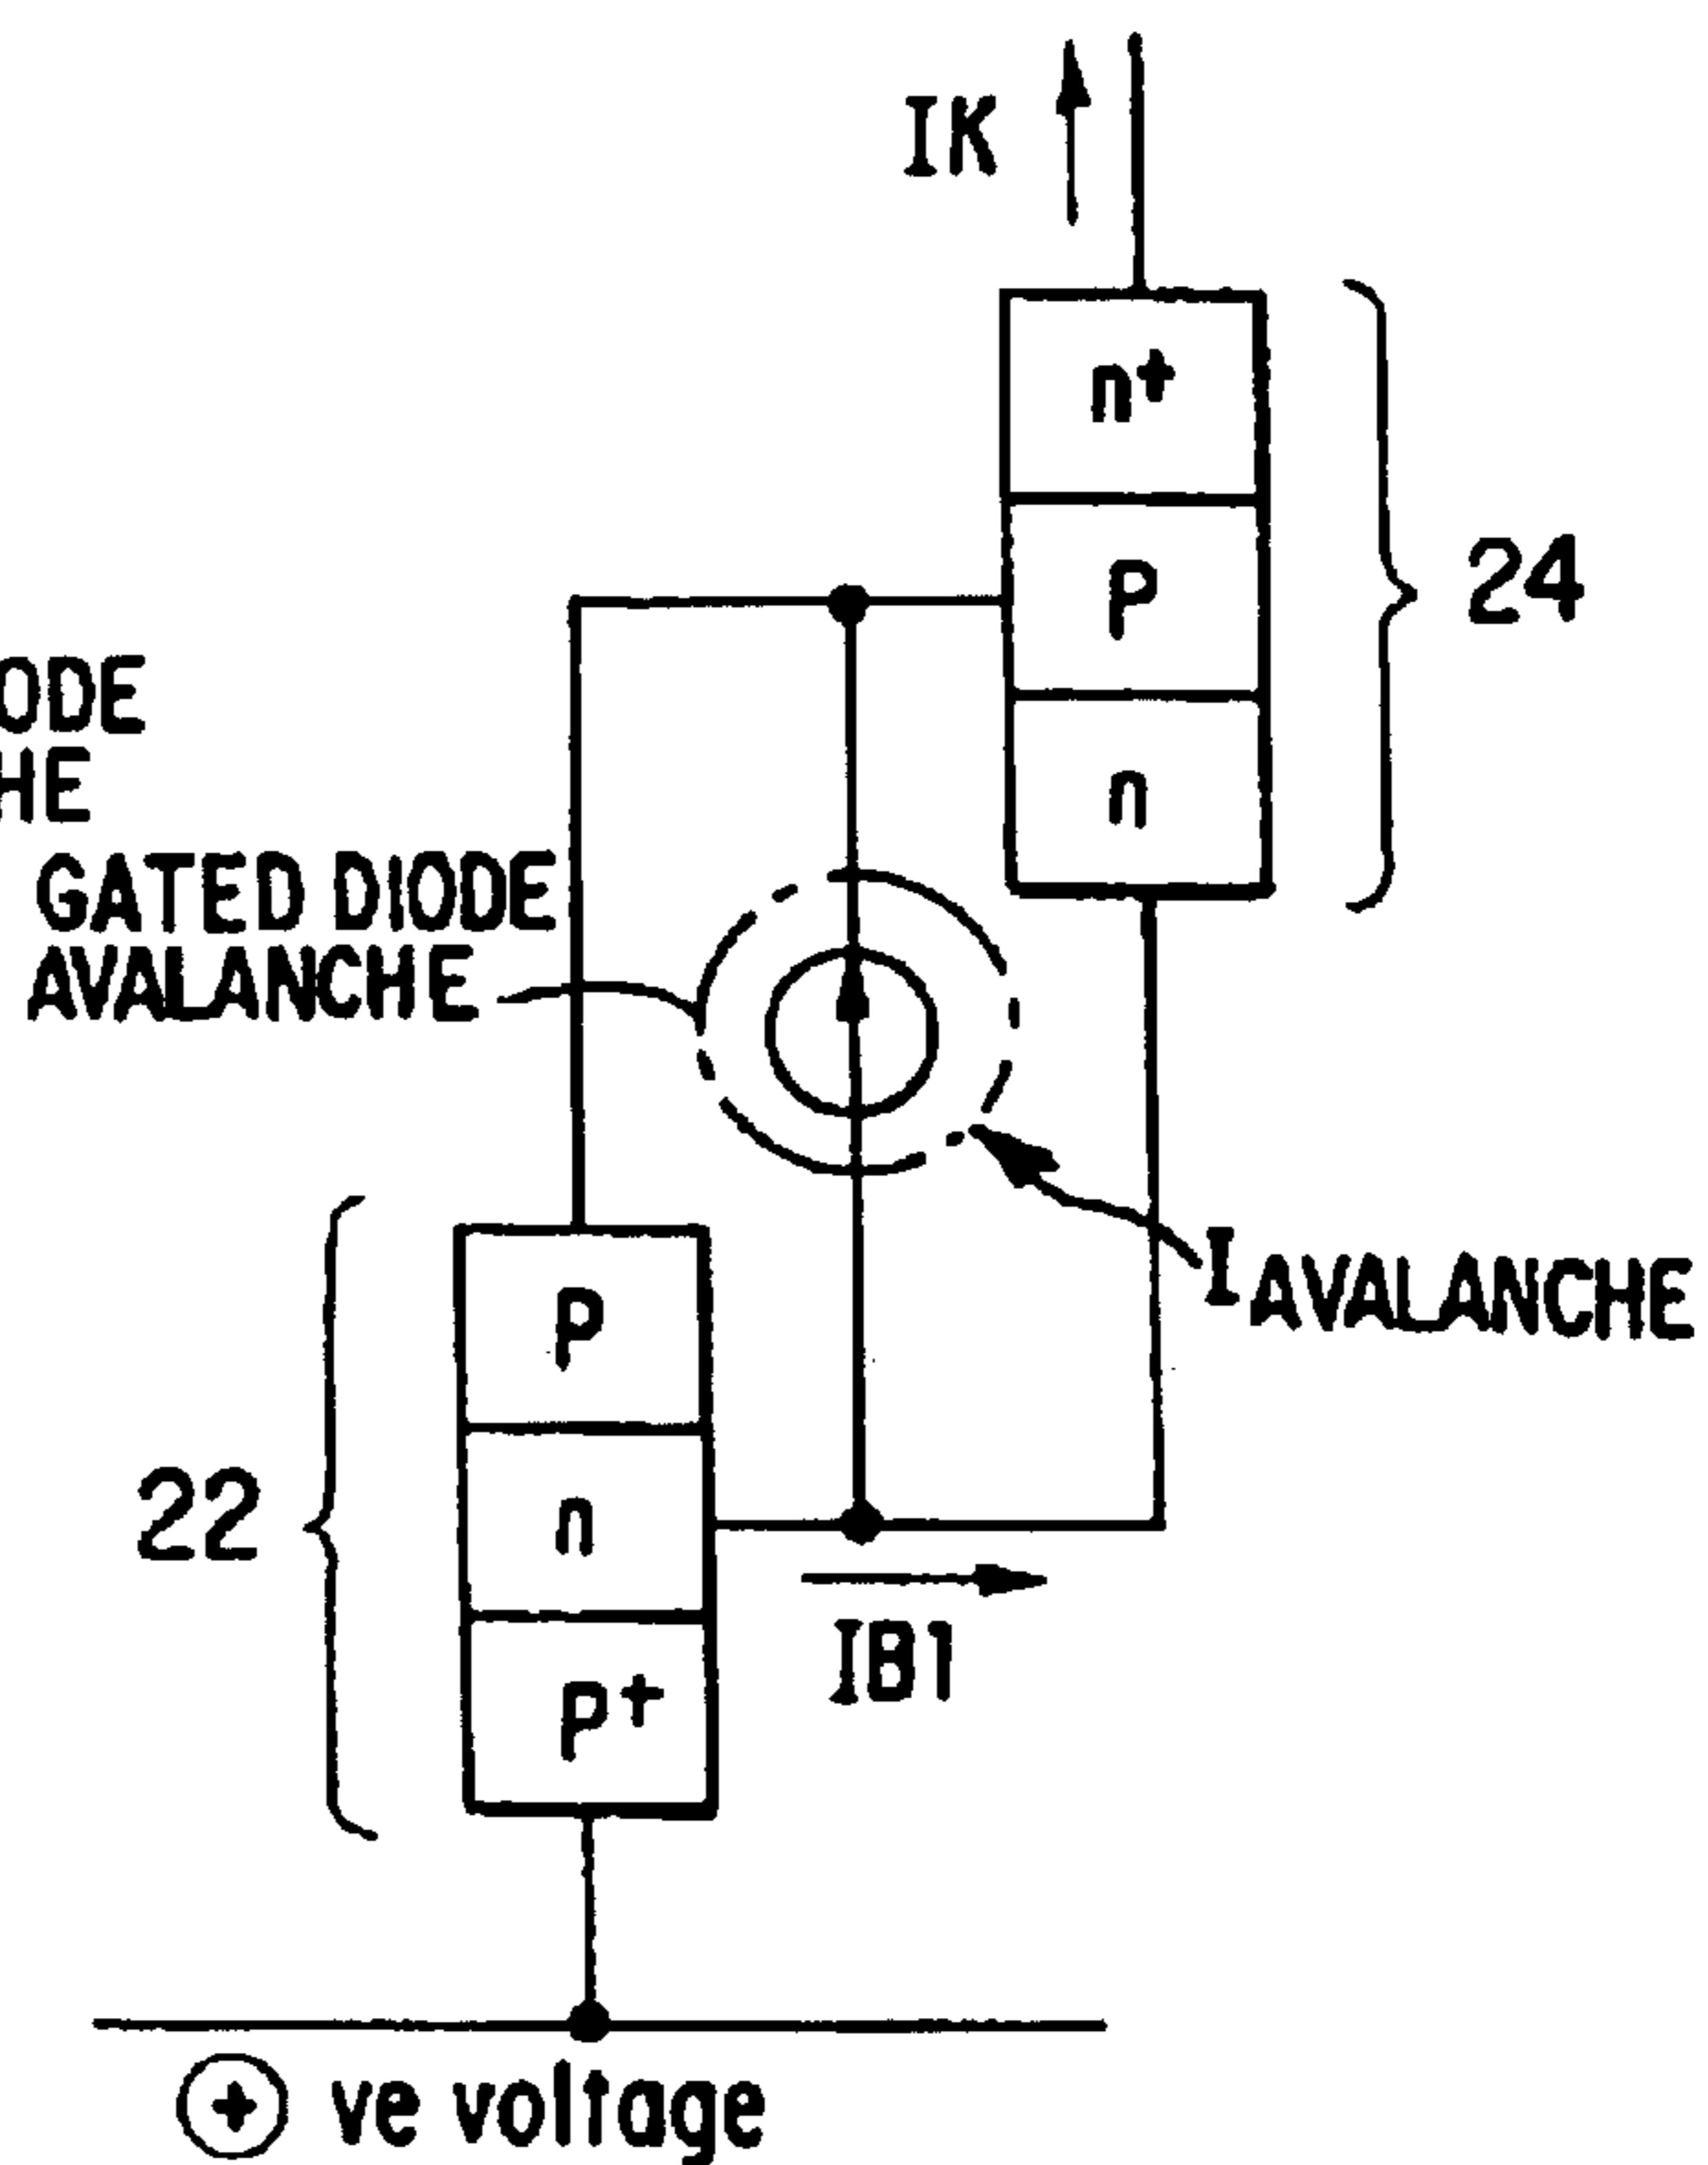 IK
n+
P
24
n
ODE
HE
GATED DIODE
AVALANCHE
IAVALANCHE
P
22
n
IB1
P+
+ ve voltage